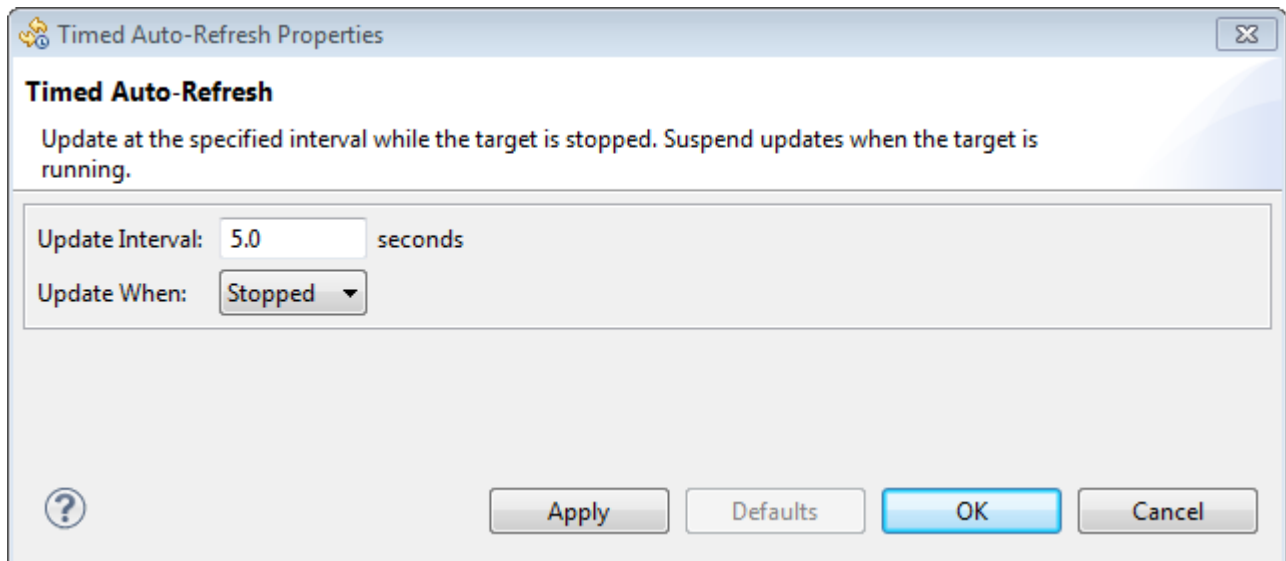 Timed Auto-Refresh Properties
Timed Auto-Refresh
Update at the specified interval while the target is stopped. Suspend updates when the target is
running.
Update Interval: 5.0 seconds
Update When: Stopped
? Apply Defaults OK Cancel